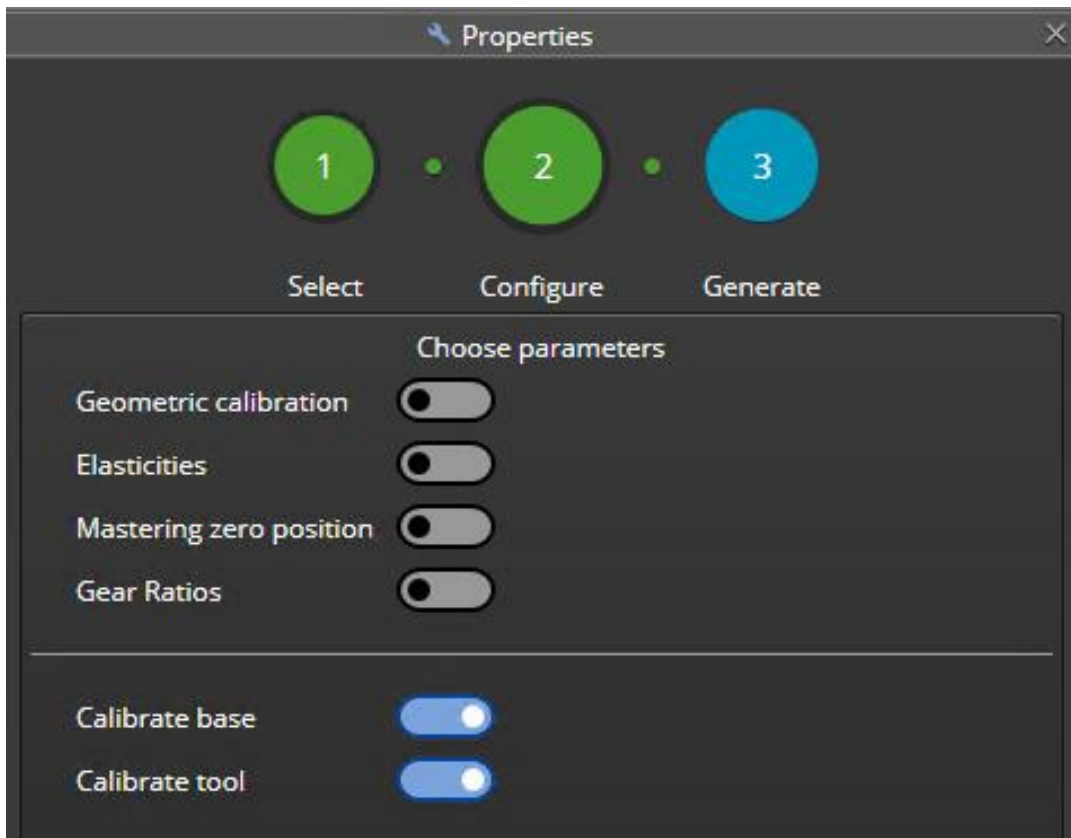 Properties
1 2 3
Select Configure Generate
Choose parameters
Geometric calibration
Elasticities
Mastering zero position
Gear Ratios
Calibrate base
Calibrate tool